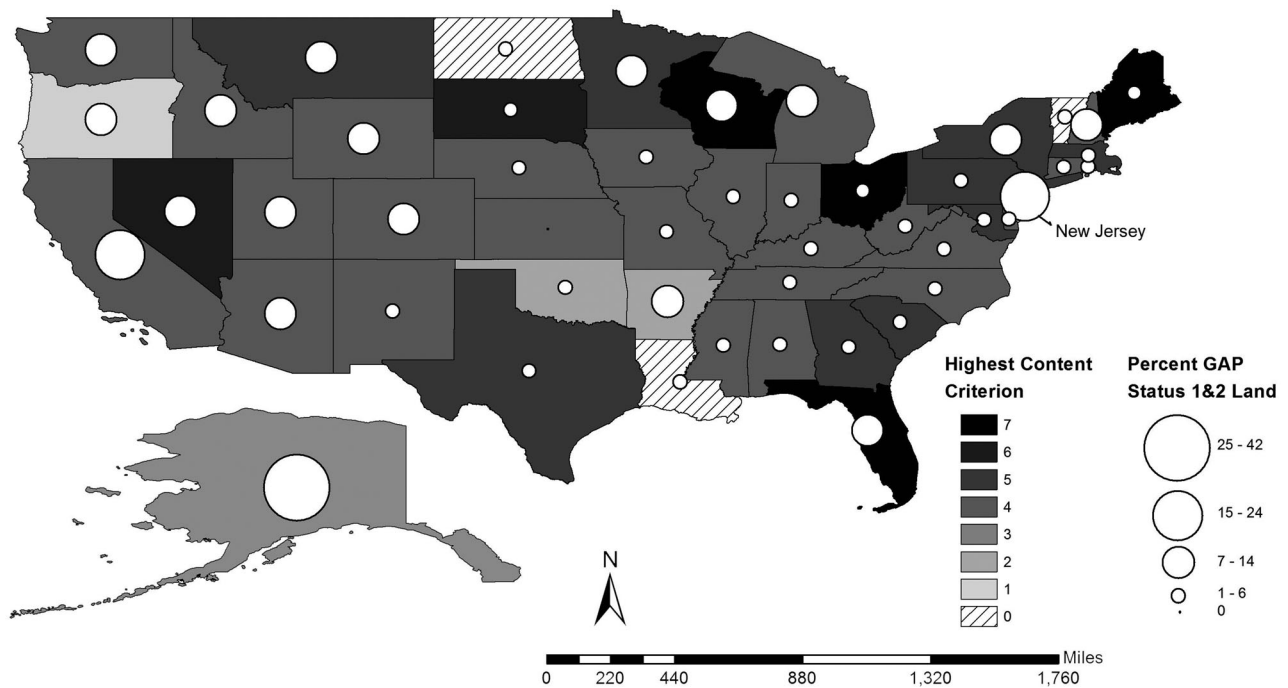 New Jersey
Highest Content
Criterion
7
6
5
4
3
2
1
0
Percent GAP
Status 1&2 Land
25 - 42
15 - 24
7 - 14
1 - 6
0
N
Miles
0 220 440 880 1,320 1,760